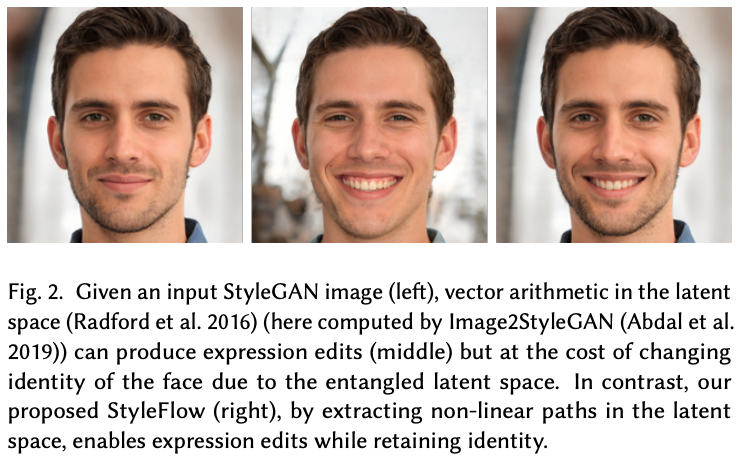 Fig. 2. Given an input StyleGAN image (left), vector arithmetic in the latent
space (Radford et al. 2016) (here computed by Image2StyleGAN (Abdal et al.
2019)) can produce expression edits (middle) but at the cost of changing
identity of the face due to the entangled latent space. In contrast, our
proposed StyleFlow (right), by extracting non-linear paths in the latent
space, enables expression edits while retaining identity.